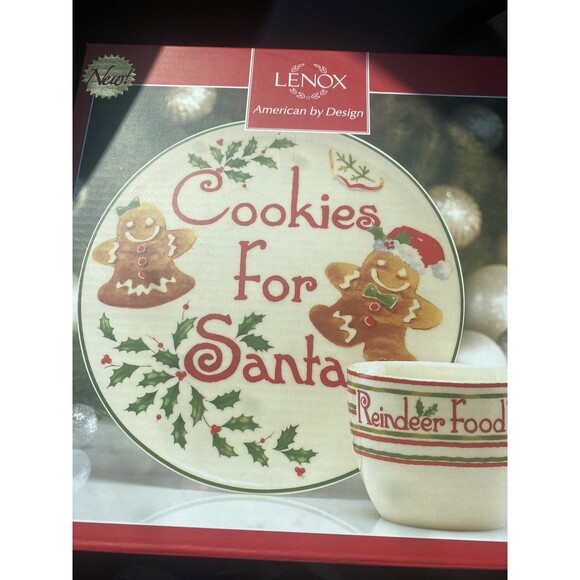 New!
LENOX
American by Design
Cookies
For
Santa
Reindeer Food